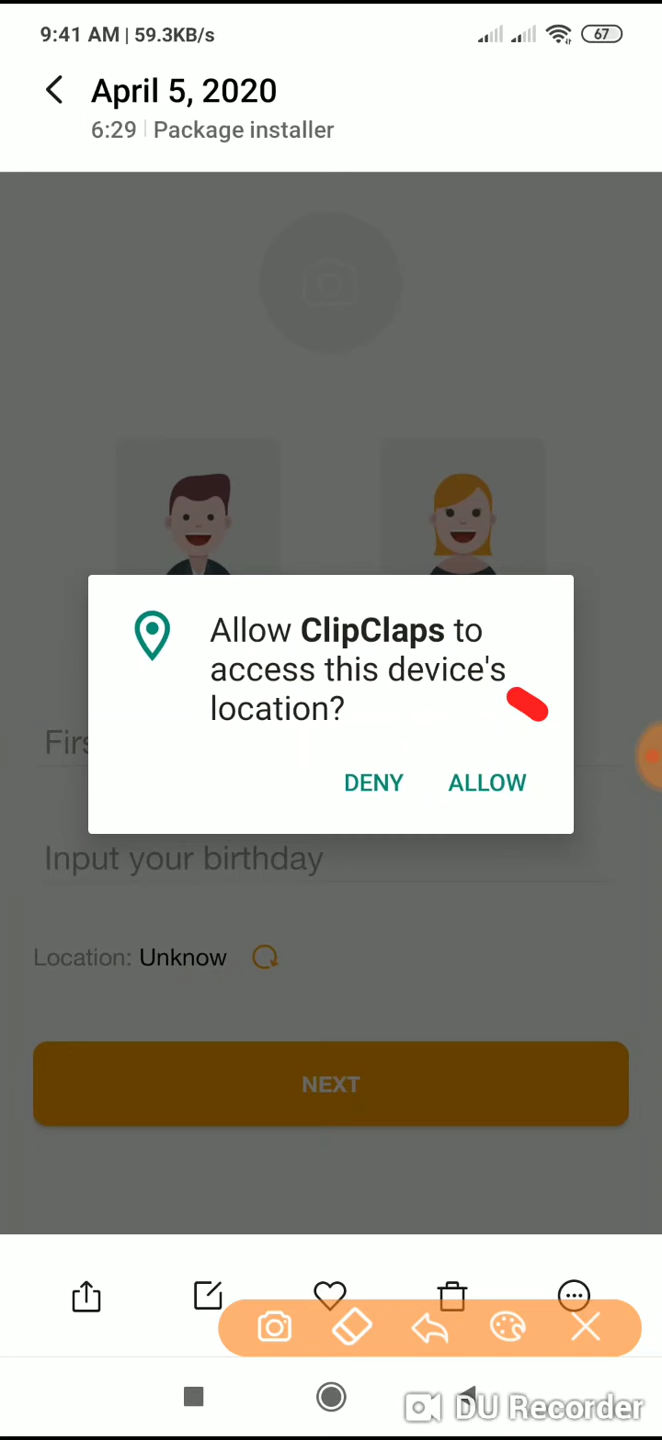 9:41 AM | 59.3KB/s
67
April 5, 2020
6:29 | Package installer
Allow ClipClaps to
access this device's
location?
Firs
DENY ALLOW
Input your birthday
Location: Unknow
NEXT
DU Recorder